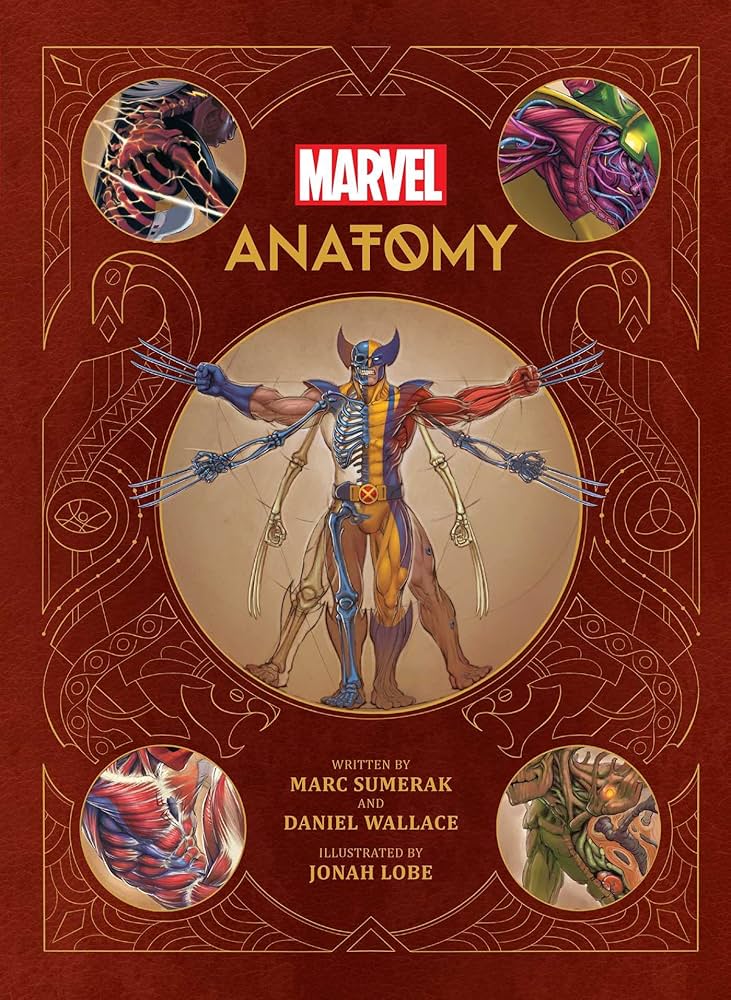 MARVEL
ANATOMY
WRITTEN BY
MARC SUMERAK
AND
DANIEL WALLACE
ILLUSTRATED BY
JONAH LOBE